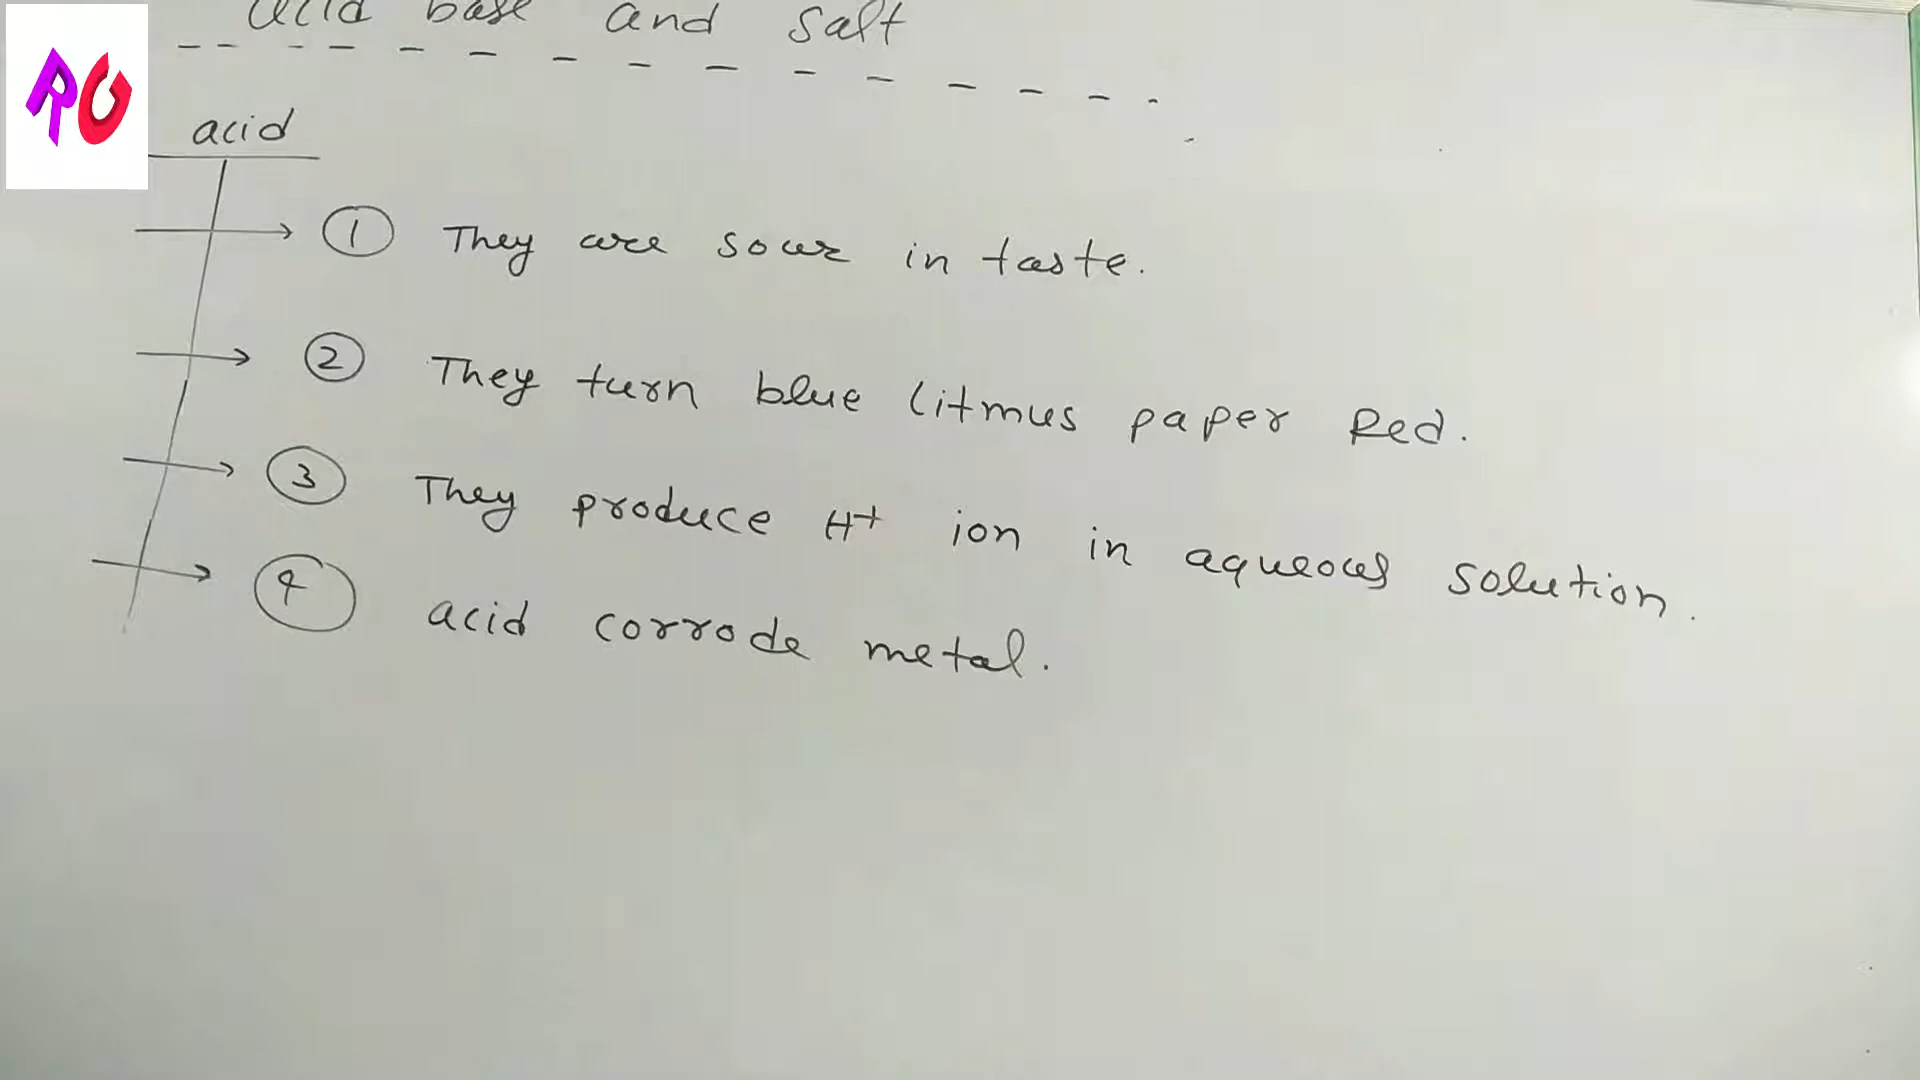 acid base and salt
RG
acid
1 They are sour in taste.
2 They turn blue litmus paper Red.
3 They produce H+ ion in aqueous solution.
4 acid corrode metal.